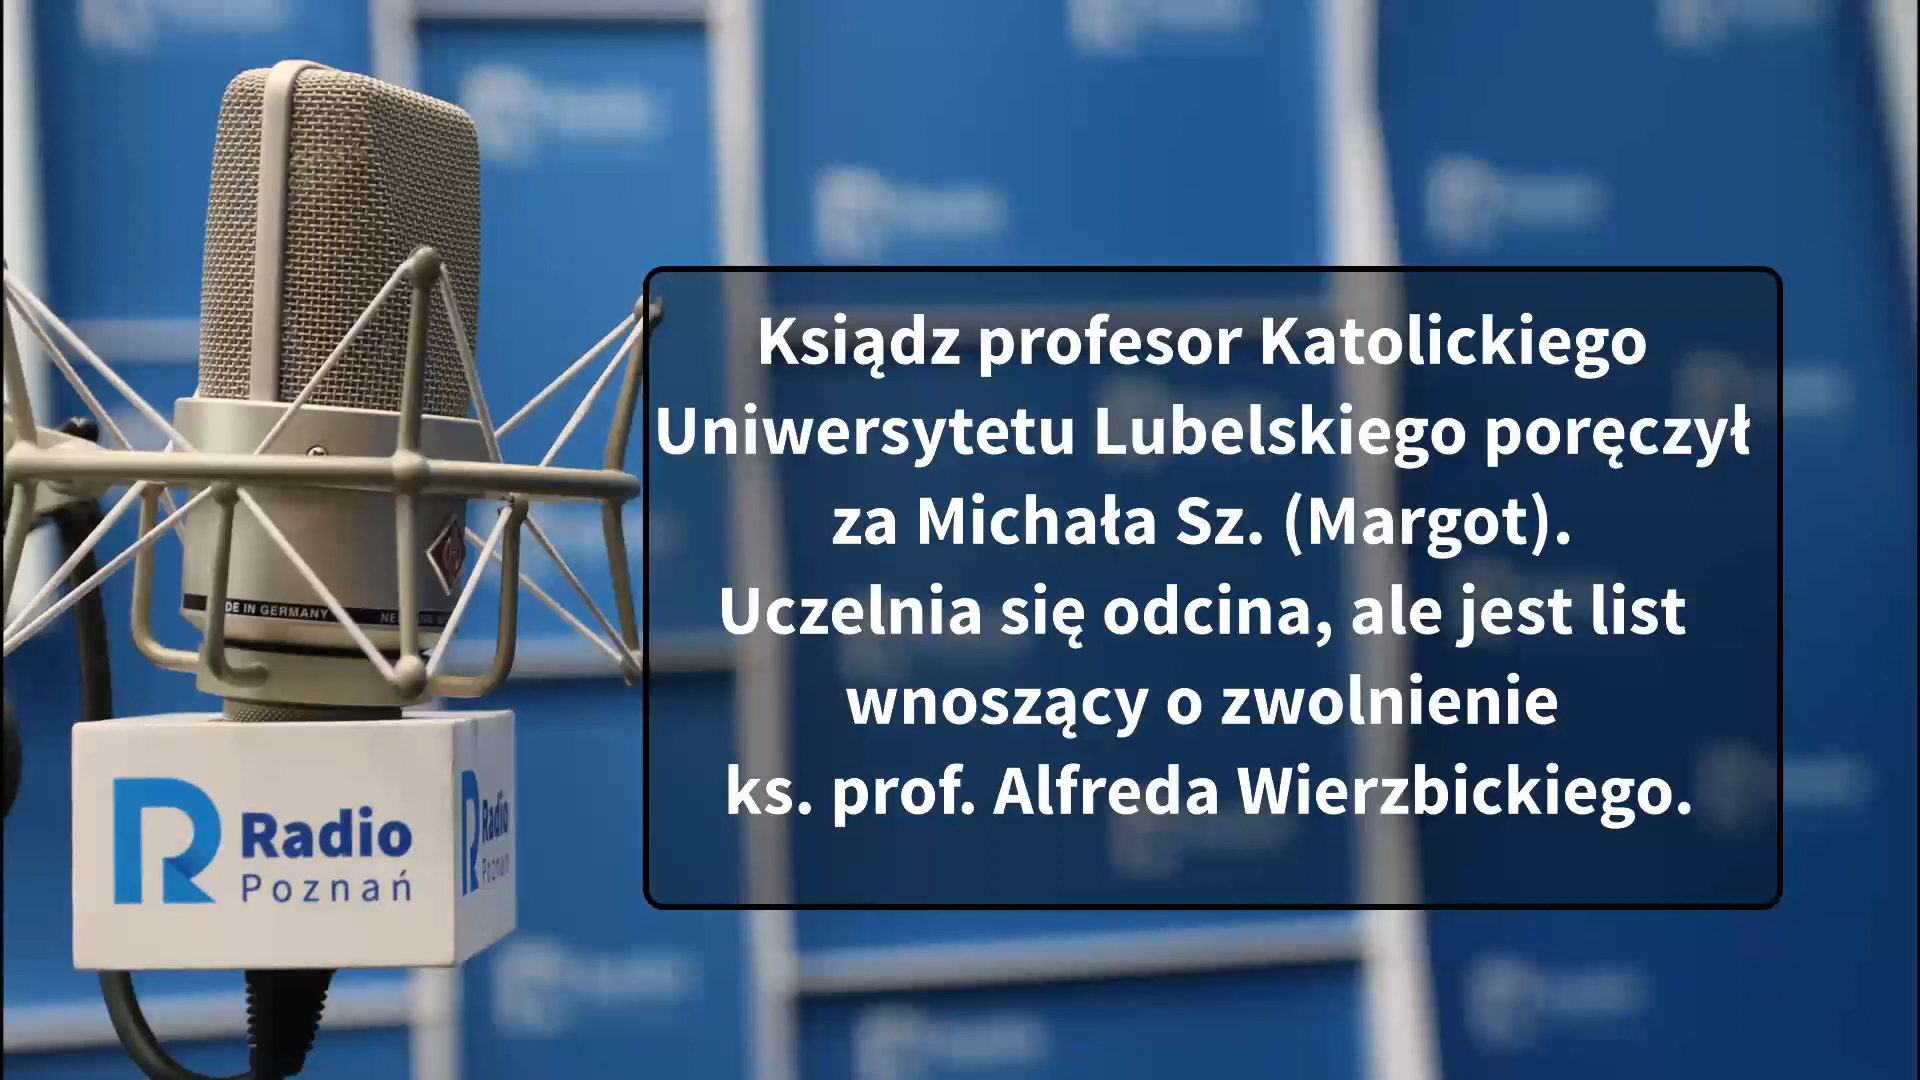 Ksiądz profesor Katolickiego
Uniwersytetu Lubelskiego poręczył
za Michała Sz. (Margot).
Uczelnia się odcina, ale jest list
wnoszący o zwolnienie
ks. prof. Alfreda Wierzbickiego.
DE IN GERMANY
Radio
Poznań
Radio
Poznań